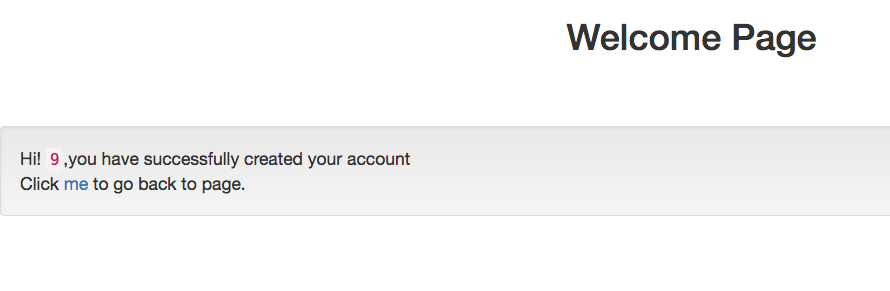 Welcome Page
Hi! 9 ,you have successfully created your account
Click me to go back to page.